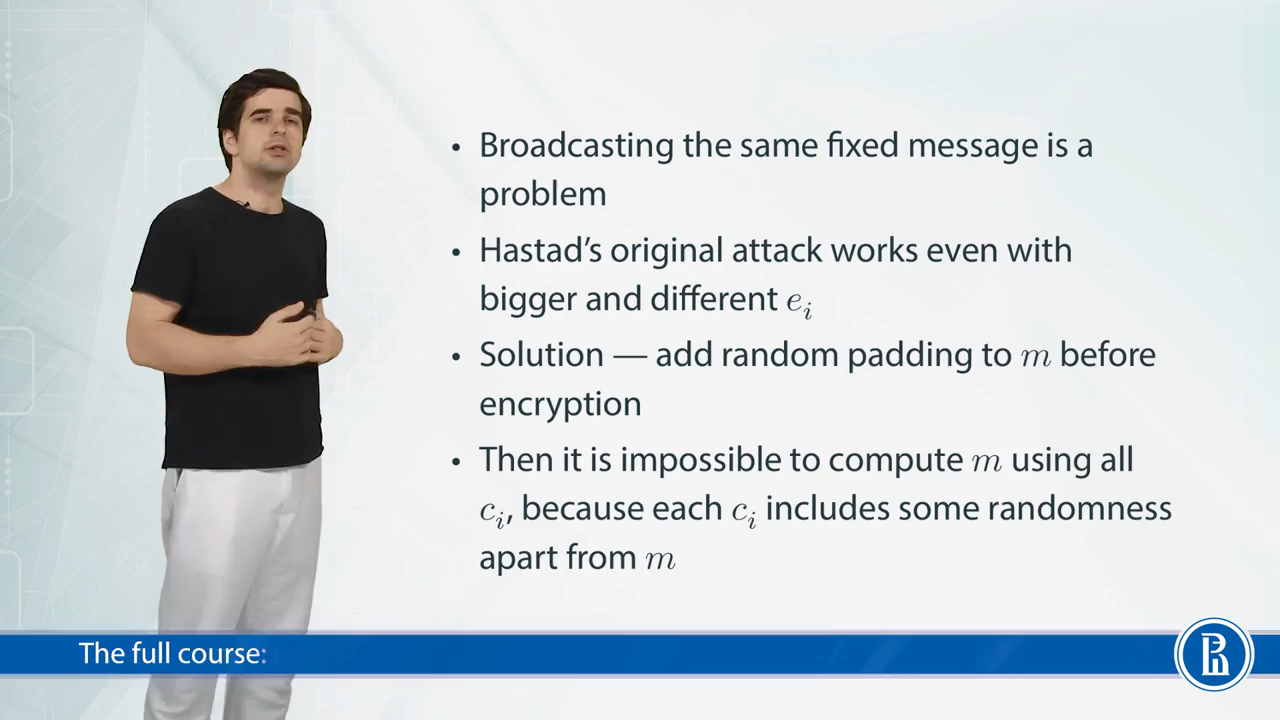 • Broadcasting the same fixed message is a
problem
• Hastad's original attack works even with
bigger and different eᵢ
• Solution — add random padding to m before
encryption
• Then it is impossible to compute m using all
cᵢ, because each cᵢ includes some randomness
apart from m
The full course: